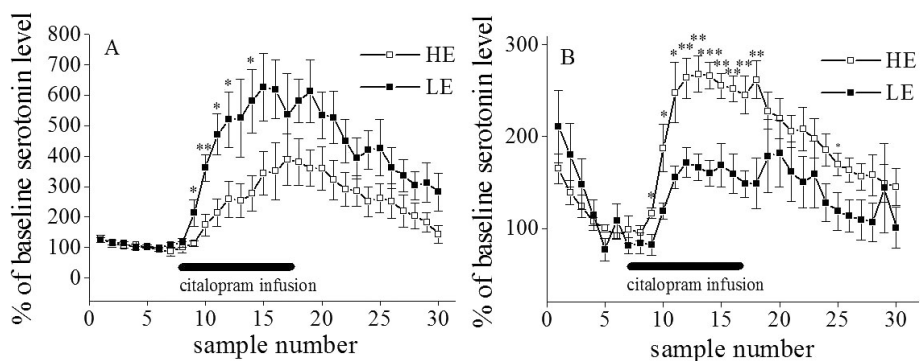 A
HE
LE
% of baseline serotonin level
800
700
600
500
400
300
200
100
0
* ** * * *
citalopram infusion
0 5 10 15 20 25 30
sample number
B
HE
LE
% of baseline serotonin level
300
200
100
* * * ** ** * *** ** ** ** ** *
citalopram infusion
0 5 10 15 20 25 30
sample number